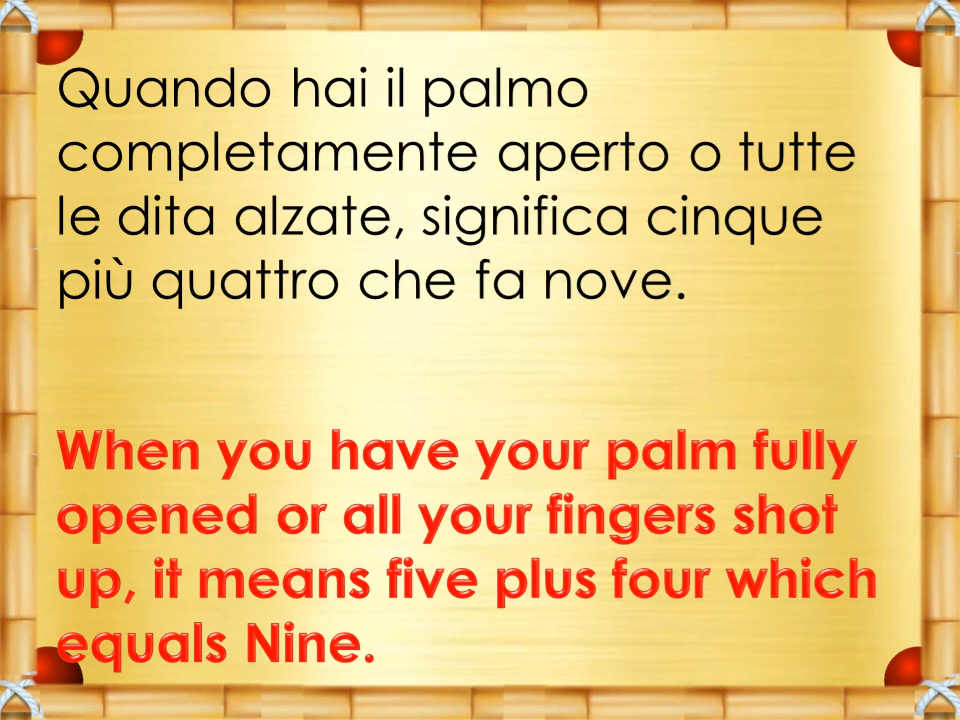 Quando hai il palmo
completamente aperto o tutte
le dita alzate, significa cinque
più quattro che fa nove.
When you have your palm fully
opened or all your fingers shot
up, it means five plus four which
equals Nine.